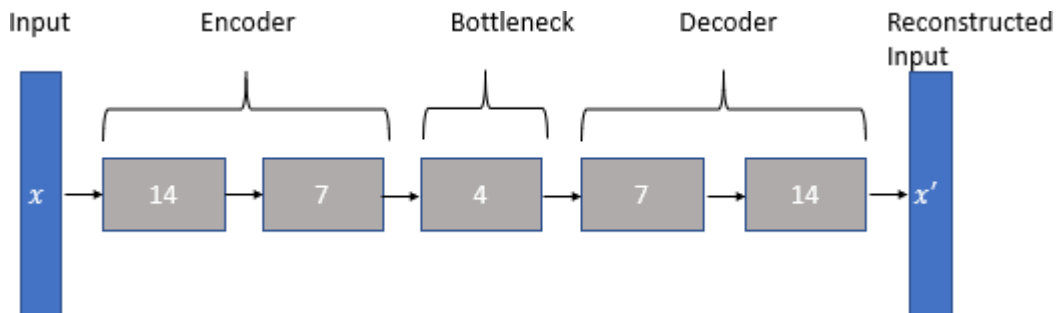 Input
Encoder
Bottleneck
Decoder
Reconstructed
Input
x
14
7
4
7
14
x′